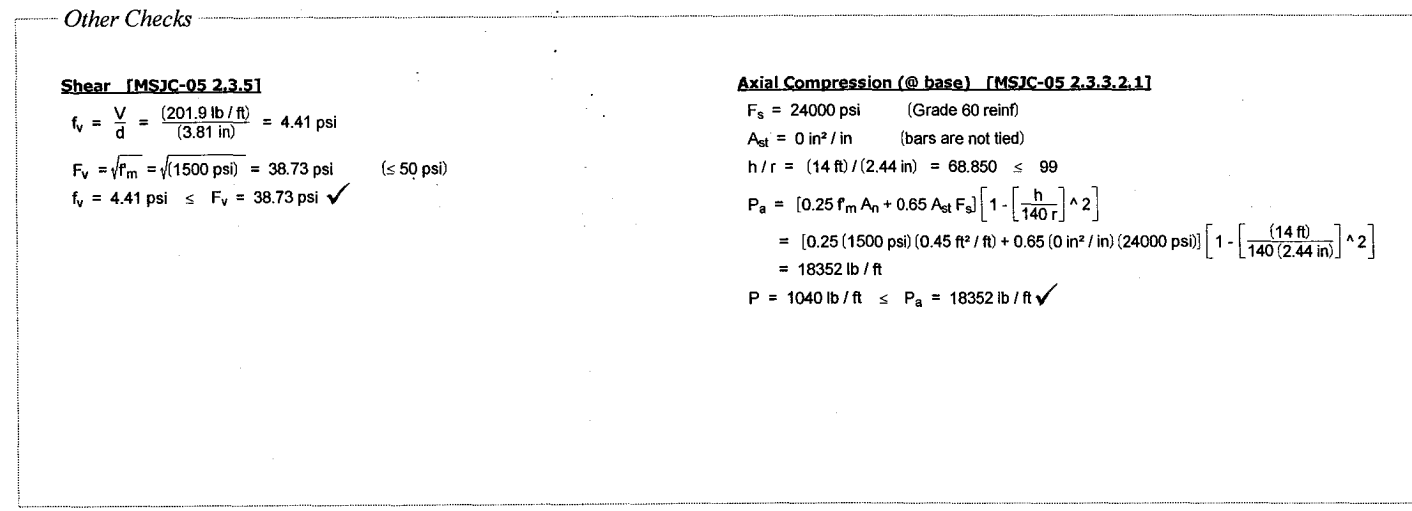 Other Checks
Shear [MSJC-05 2.3.5]
f_v = V/d = (201.9 lb / ft)/(3.81 in) = 4.41 psi
F_v = √f'_m = √(1500 psi) = 38.73 psi (≤ 50 psi)
f_v = 4.41 psi ≤ F_v = 38.73 psi ✓
Axial Compression (@ base) [MSJC-05 2.3.3.2.1]
F_s = 24000 psi (Grade 60 reinf)
A_st = 0 in² / in (bars are not tied)
h / r = (14 ft) / (2.44 in) = 68.850 ≤ 99
P_a = [0.25 f'_m A_n + 0.65 A_st F_s] [1 - [h/140 r] ^ 2]
= [0.25 (1500 psi) (0.45 ft² / ft) + 0.65 (0 in² / in) (24000 psi)] [1 - [(14 ft)/140 (2.44 in)] ^ 2]
= 18352 lb / ft
P = 1040 lb / ft ≤ P_a = 18352 lb / ft ✓